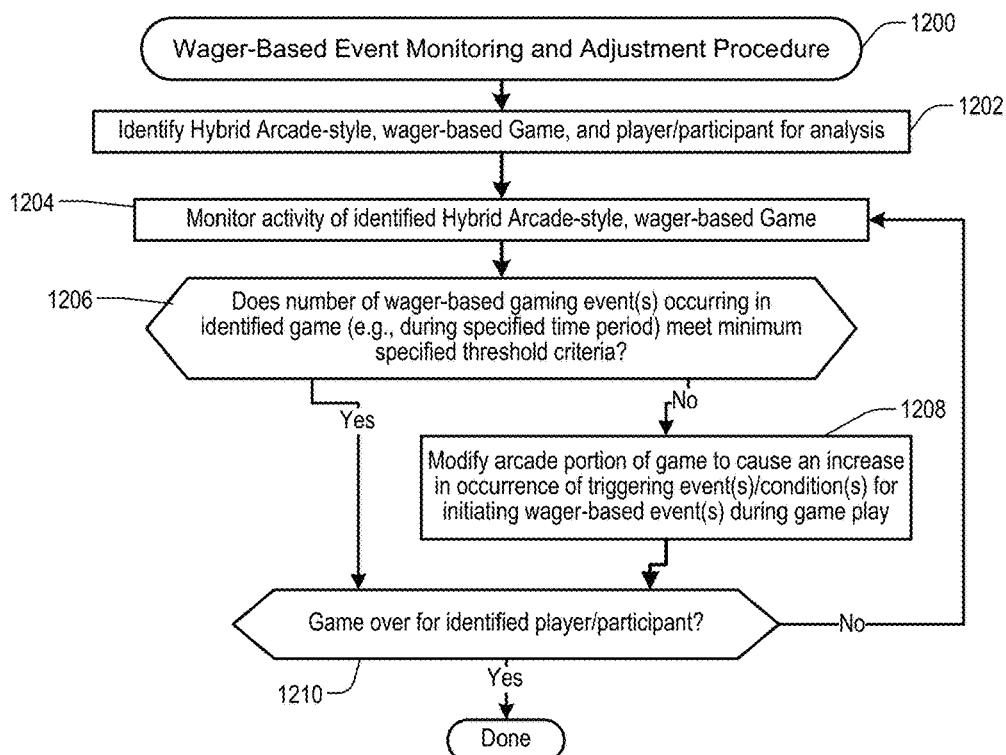 1200
Wager-Based Event Monitoring and Adjustment Procedure
1202
Identify Hybrid Arcade-style, wager-based Game, and player/participant for analysis
1204
Monitor activity of identified Hybrid Arcade-style, wager-based Game
1206
Does number of wager-based gaming event(s) occurring in
identified game (e.g., during specified time period) meet minimum
specified threshold criteria?
Yes
No
1208
Modify arcade portion of game to cause an increase
in occurrence of triggering event(s)/condition(s) for
initiating wager-based event(s) during game play
Game over for identified player/participant?
No
1210
Yes
Done